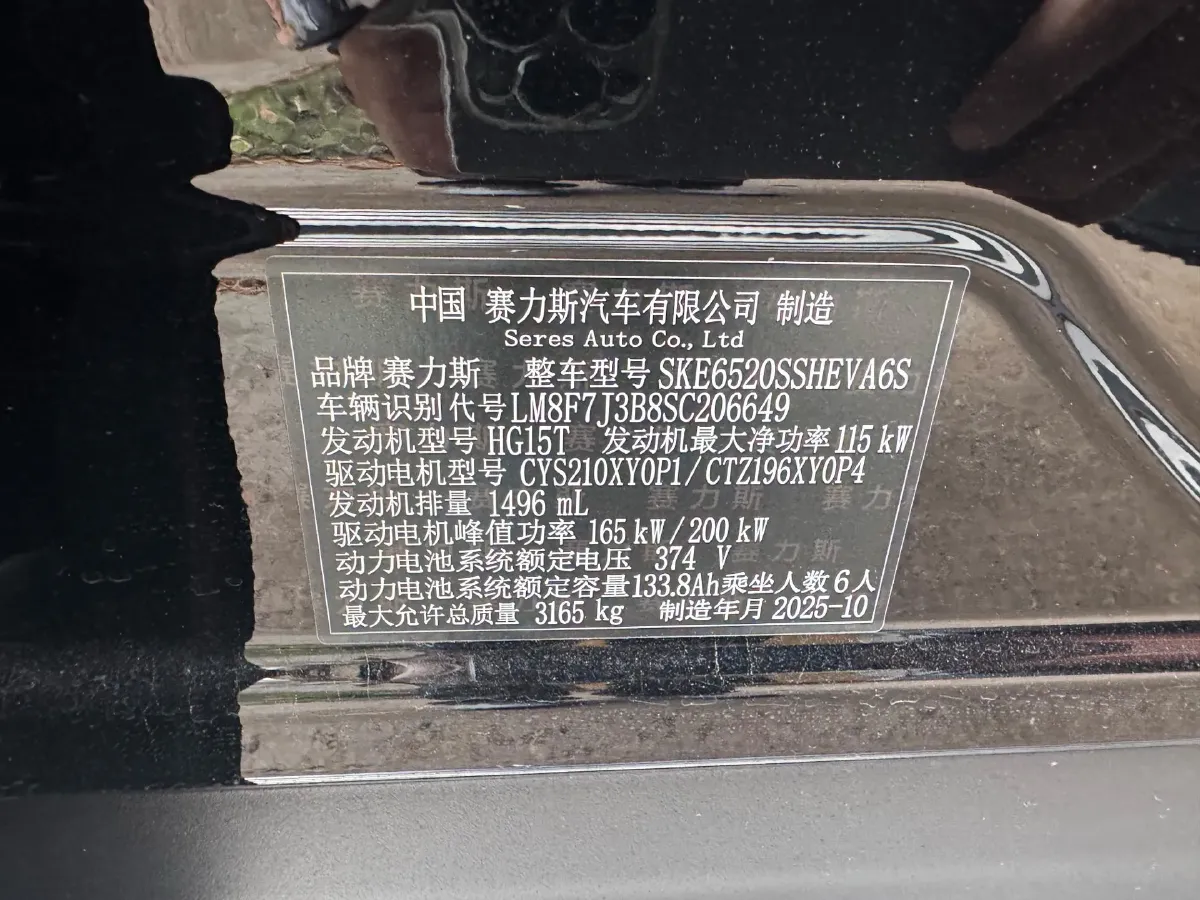 中国 赛力斯汽车有限公司 制造
Seres Auto Co., Ltd
品牌 赛力斯 整车型号 SKE6520SSHEVA6S
车辆识别代号 LM8F7J3B8SC206649
发动机型号 HG15T 发动机最大净功率 115 kW
驱动电机型号 CYS210XY0P1/CTZ196XY0P4
发动机排量 1496 mL
驱动电机峰值功率 165 kW/200 kW
动力电池系统额定电压 374 V
动力电池系统额定容量 133.8Ah 乘坐人数 6人
最大允许总质量 3165 kg 制造年月 2025-10